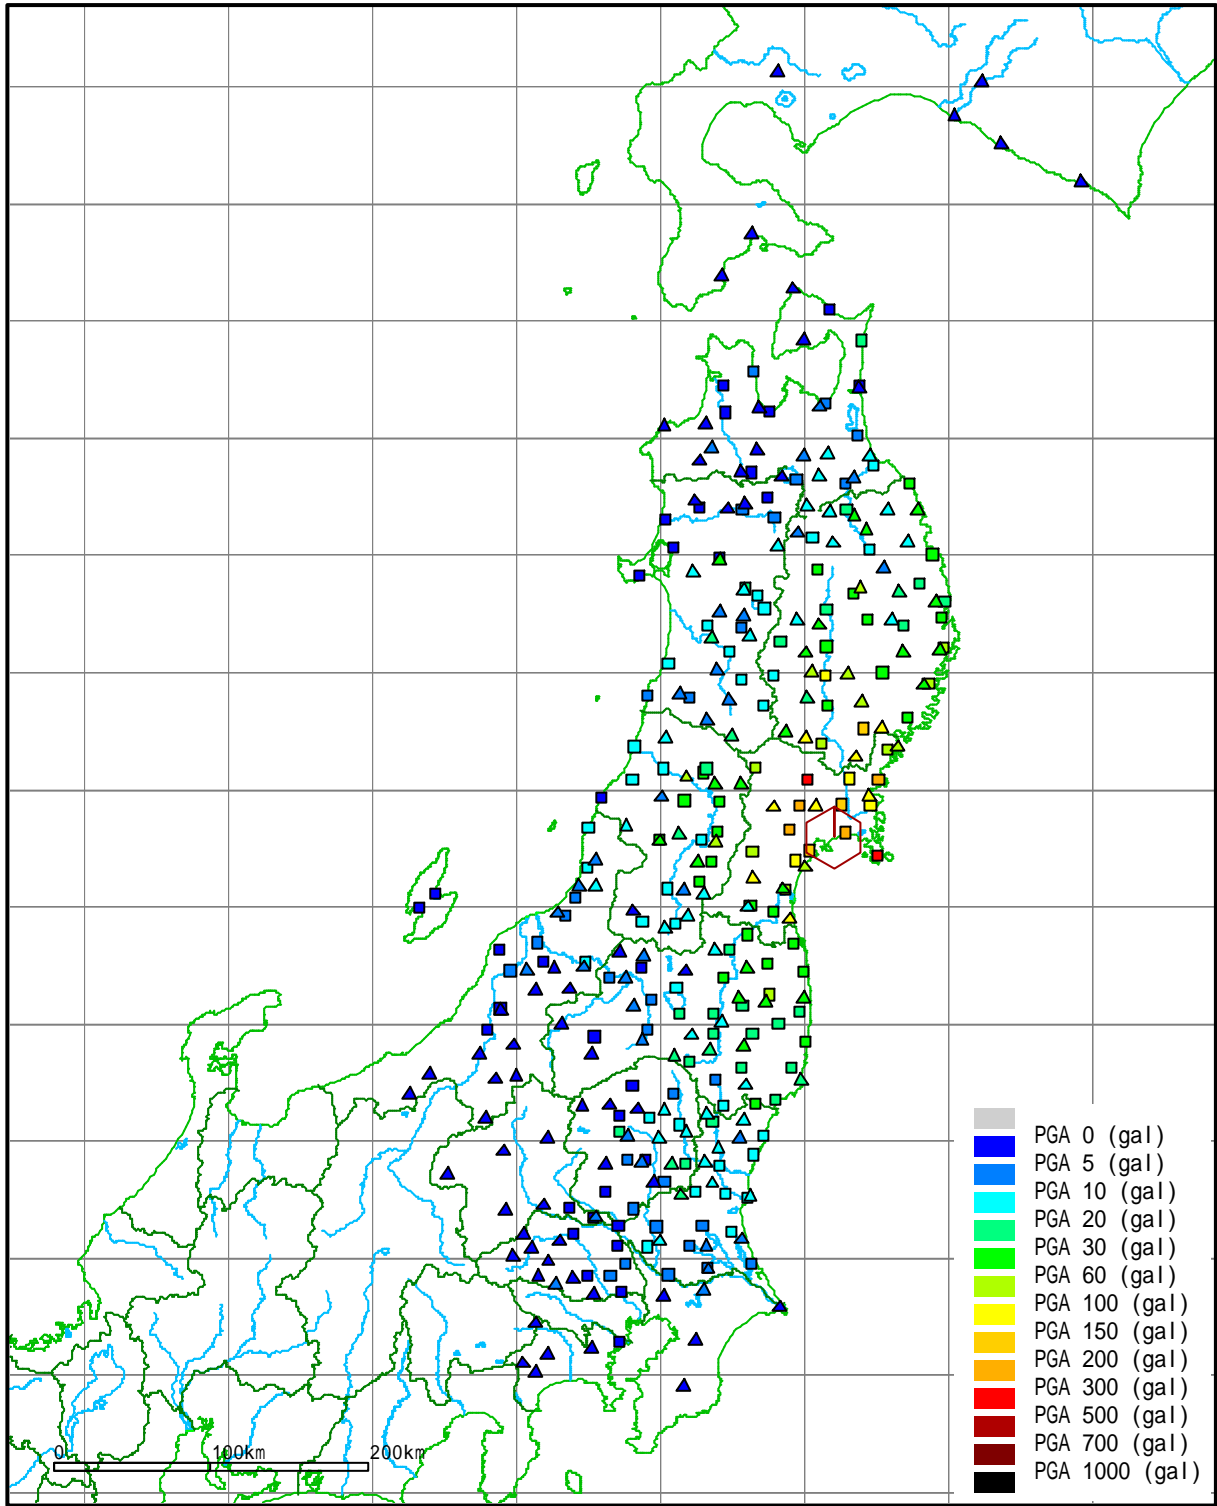 PGA 0 (gal)
PGA 5 (gal)
PGA 10 (gal)
PGA 20 (gal)
PGA 30 (gal)
PGA 60 (gal)
PGA 100 (gal)
PGA 150 (gal)
PGA 200 (gal)
PGA 300 (gal)
PGA 500 (gal)
PGA 700 (gal)
PGA 1000 (gal)
0 100km 200km